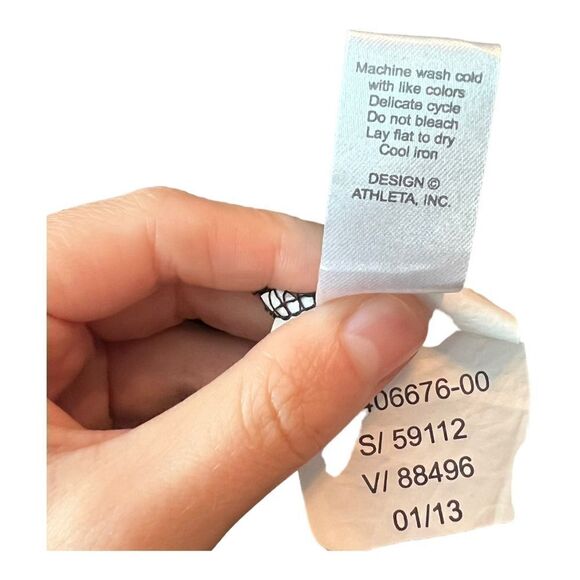 Machine wash cold
with like colors
Delicate cycle
Do not bleach
Lay flat to dry
Cool iron
DESIGN ©
ATHLETA, INC.
406676-00
S/ 59112
V/ 88496
01/13